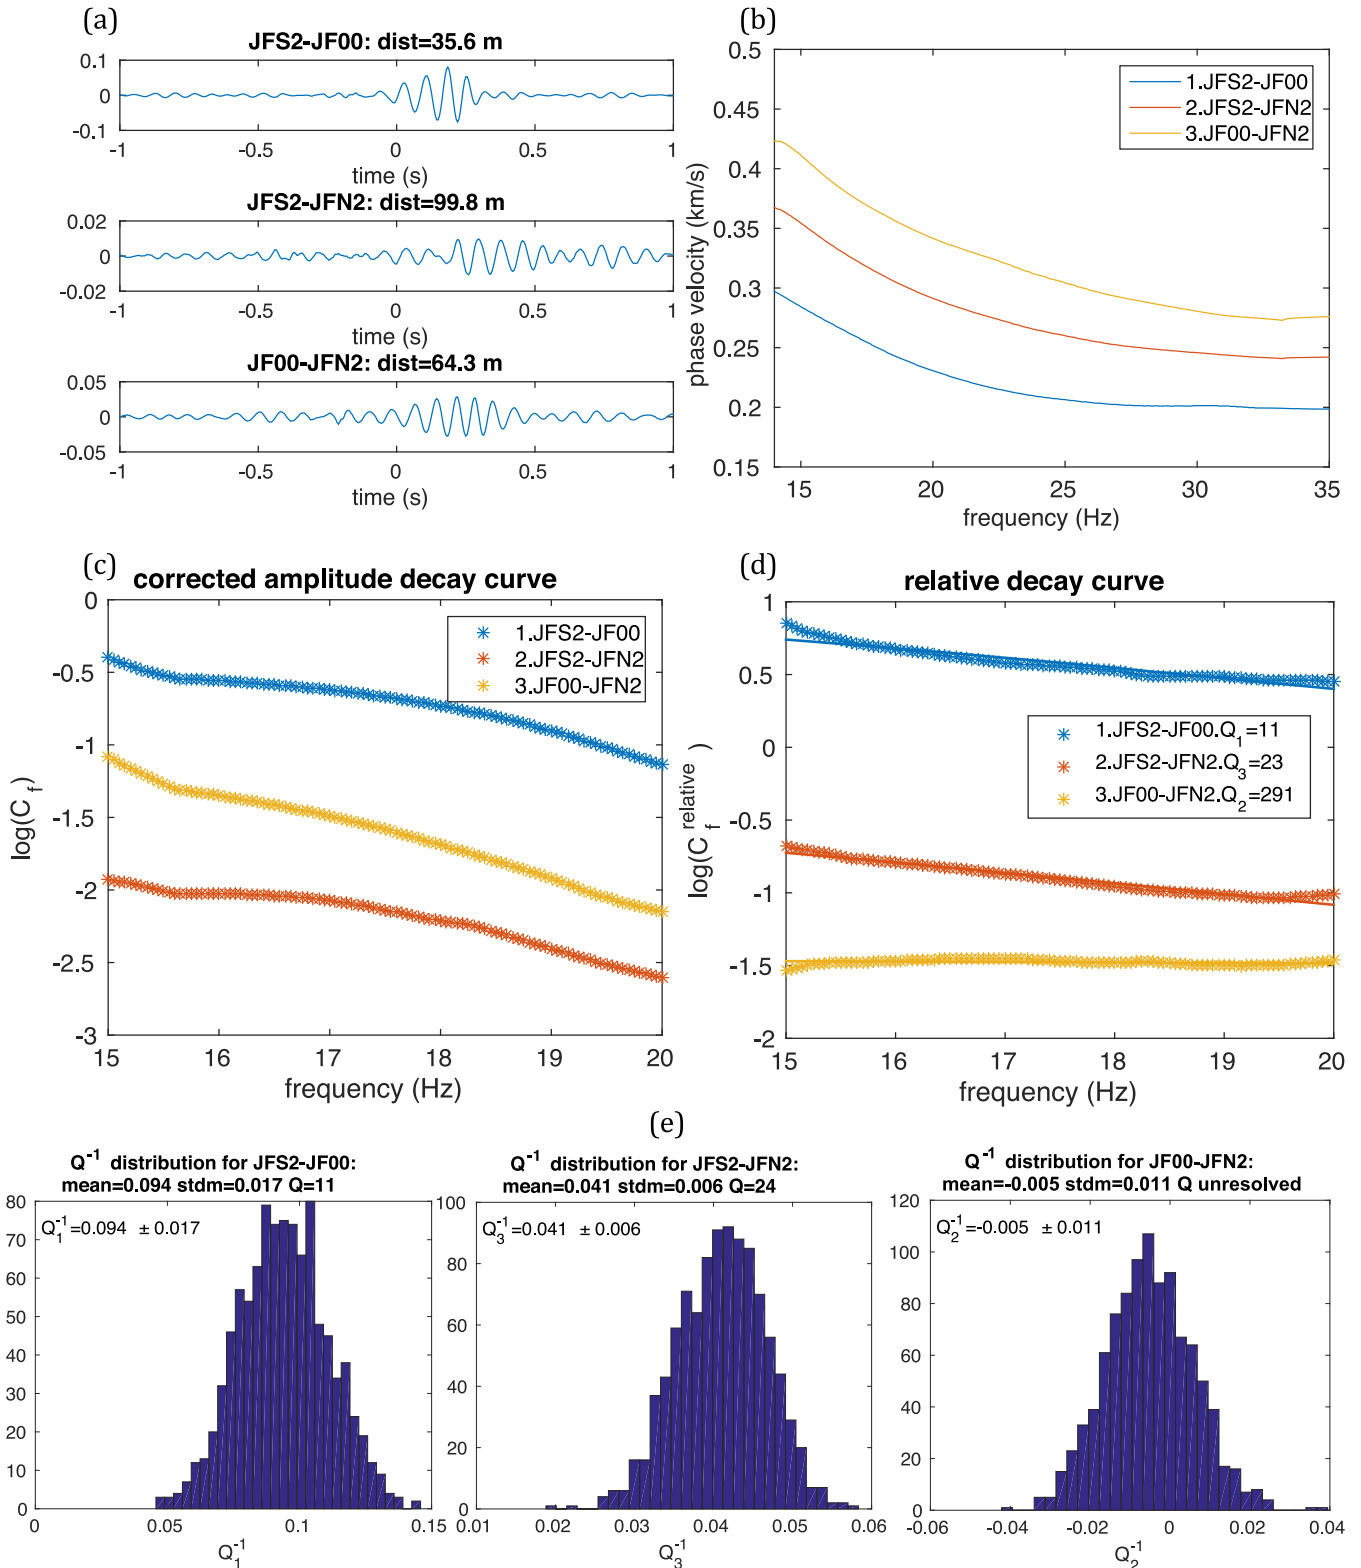 (a)
JFS2-JF00: dist=35.6 m
0.1
0
-0.1
-1 -0.5 0 0.5 1
time (s)
JFS2-JFN2: dist=99.8 m
0.02
0
-0.02
-1 -0.5 0 0.5 1
time (s)
JF00-JFN2: dist=64.3 m
0.05
0
-0.05
-1 -0.5 0 0.5 1
time (s)
(b)
0.5
0.45
0.4
0.35
0.3
0.25
0.2
0.15
phase velocity (km/s)
1.JFS2-JF00
2.JFS2-JFN2
3.JF00-JFN2
15 20 25 30 35
frequency (Hz)
(c)
corrected amplitude decay curve
0
-0.5
-1
-1.5
-2
-2.5
-3
log(C_f)
1.JFS2-JF00
2.JFS2-JFN2
3.JF00-JFN2
15 16 17 18 19 20
frequency (Hz)
(d)
relative decay curve
1
0.5
0
-0.5
-1
-1.5
-2
log(C_f^relative)
1.JFS2-JF00.Q_1=11
2.JFS2-JFN2.Q_3=23
3.JF00-JFN2.Q_2=291
15 16 17 18 19 20
frequency (Hz)
(e)
Q^-1 distribution for JFS2-JF00:
mean=0.094 stdm=0.017 Q=11
80
70
60
50
40
30
20
10
0
Q_1^-1=0.094 ± 0.017
0 0.05 0.1 0.15
Q_1^-1
Q^-1 distribution for JFS2-JFN2:
mean=0.041 stdm=0.006 Q=24
100
80
60
40
20
0
Q_3^-1=0.041 ± 0.006
0.01 0.02 0.03 0.04 0.05 0.06
Q_3^-1
Q^-1 distribution for JF00-JFN2:
mean=-0.005 stdm=0.011 Q unresolved
120
100
80
60
40
20
0
Q_2^-1=-0.005 ± 0.011
-0.06 -0.04 -0.02 0 0.02 0.04
Q_2^-1